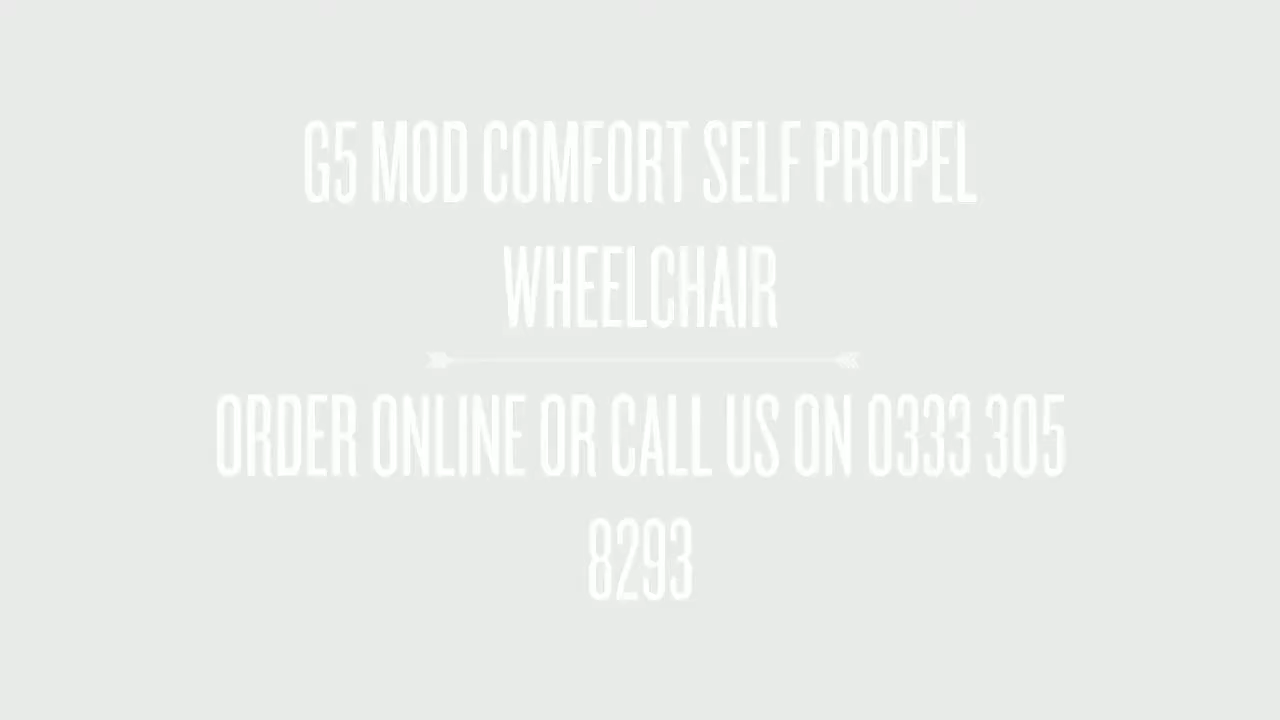 G5 MOD COMFORT SELF PROPEL
WHEELCHAIR
ORDER ONLINE OR CALL US ON 0333 305
8293